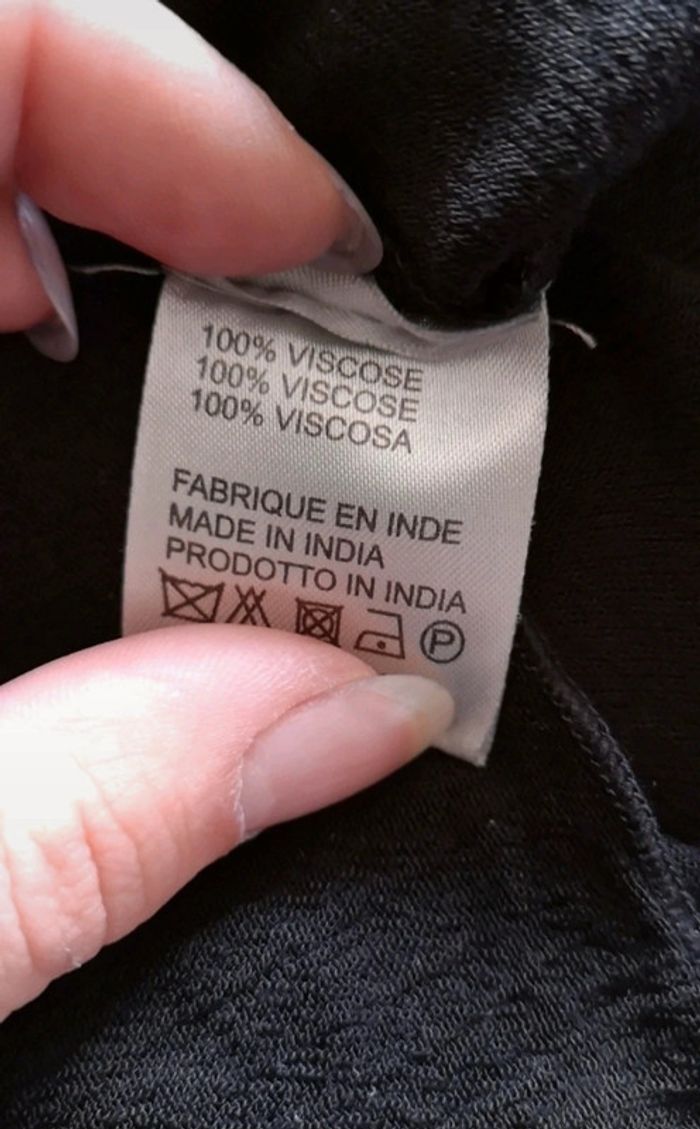 100% VISCOSE
100% VISCOSE
100% VISCOSA
FABRIQUE EN INDE
MADE IN INDIA
PRODOTTO IN INDIA
P